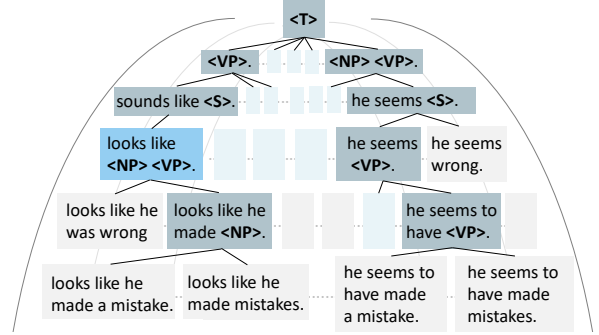 <T>
<VP>.
<NP> <VP>.
sounds like <S>.
he seems <S>.
looks like
<NP> <VP>.
he seems
<VP>.
he seems
wrong.
looks like he
was wrong
looks like he
made <NP>.
he seems to
have <VP>.
looks like he
made a mistake.
looks like he
made mistakes.
he seems to
have made
a mistake.
he seems to
have made
mistakes.